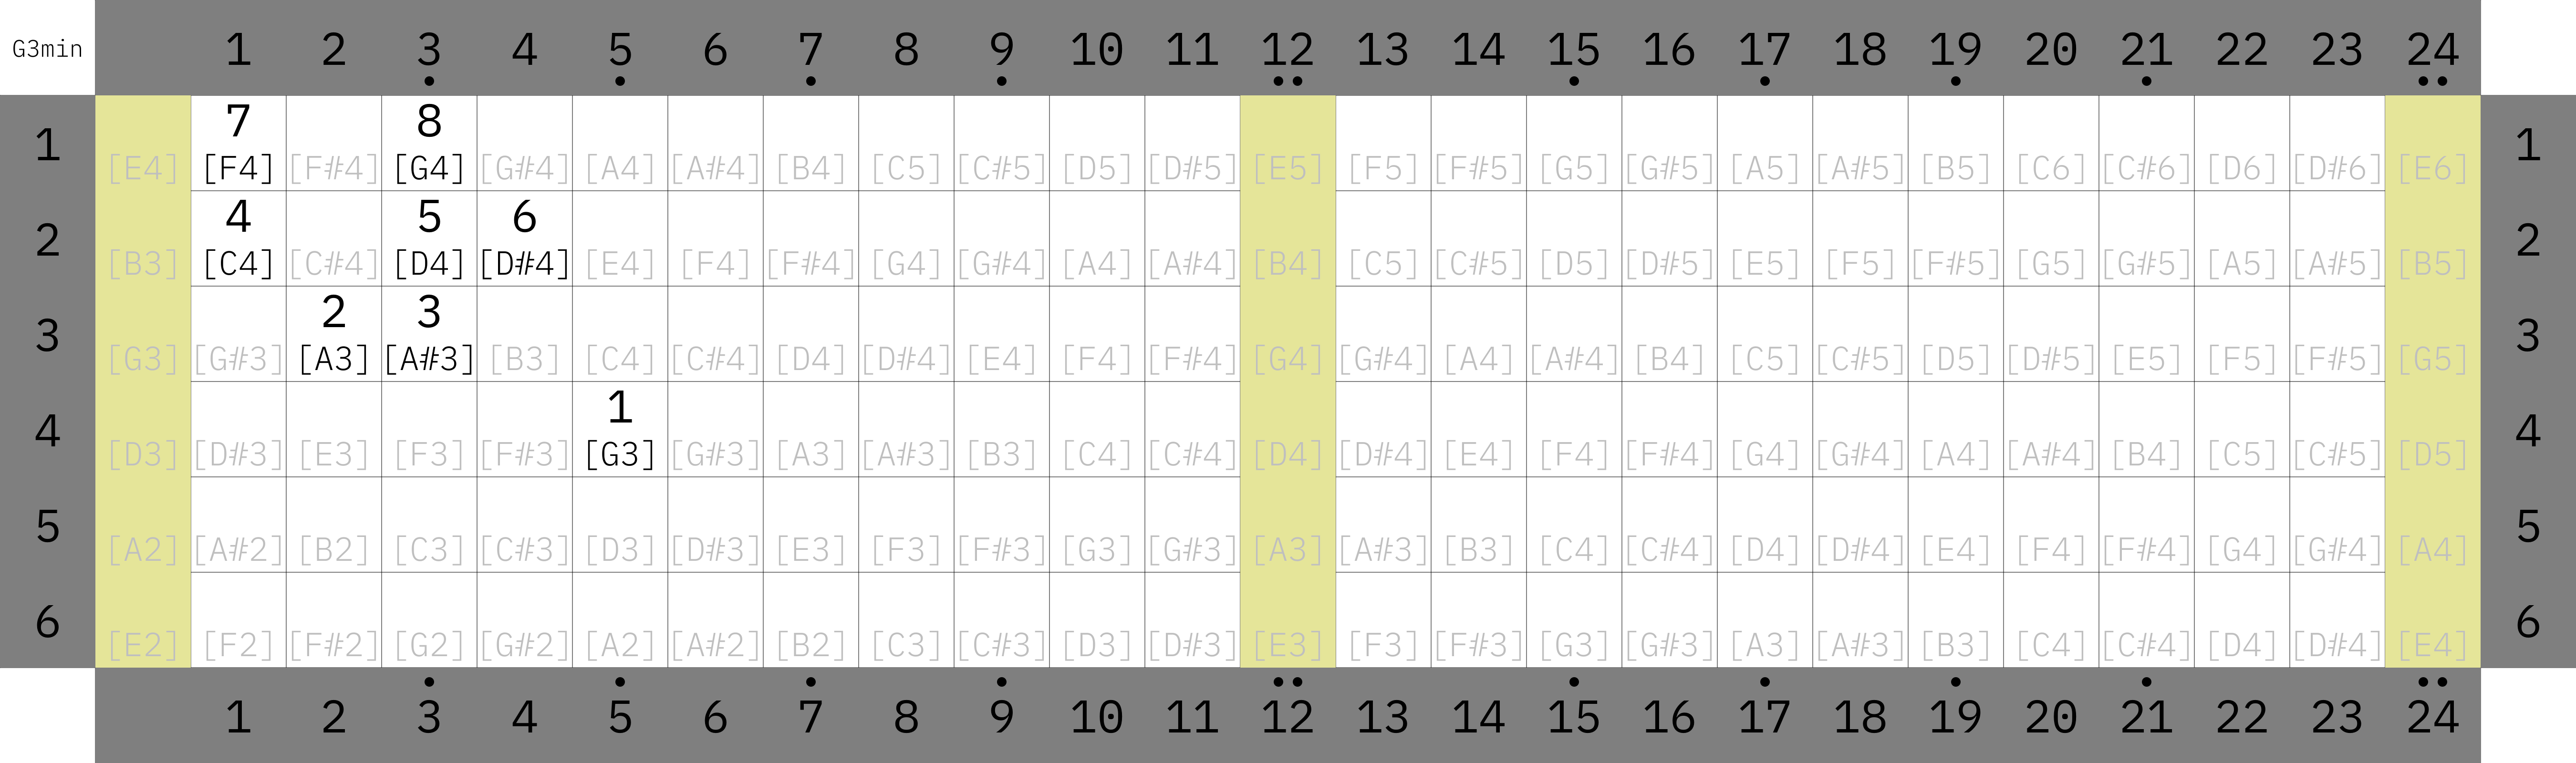 G3min 1 2 3 4 5 6 7 8 9 10 11 12 13 14 15 16 17 18 19 20 21 22 23 24
7 8
1 [E4] [F4] [F#4] [G4] [G#4] [A4] [A#4] [B4] [C5] [C#5] [D5] [D#5] [E5] [F5] [F#5] [G5] [G#5] [A5] [A#5] [B5] [C6] [C#6] [D6] [D#6] [E6] 1
4 5 6
2 [B3] [C4] [C#4] [D4] [D#4] [E4] [F4] [F#4] [G4] [G#4] [A4] [A#4] [B4] [C5] [C#5] [D5] [D#5] [E5] [F5] [F#5] [G5] [G#5] [A5] [A#5] [B5] 2
2 3
3 [G3] [G#3] [A3] [A#3] [B3] [C4] [C#4] [D4] [D#4] [E4] [F4] [F#4] [G4] [G#4] [A4] [A#4] [B4] [C5] [C#5] [D5] [D#5] [E5] [F5] [F#5] [G5] 3
1
4 [D3] [D#3] [E3] [F3] [F#3] [G3] [G#3] [A3] [A#3] [B3] [C4] [C#4] [D4] [D#4] [E4] [F4] [F#4] [G4] [G#4] [A4] [A#4] [B4] [C5] [C#5] [D5] 4
5 [A2] [A#2] [B2] [C3] [C#3] [D3] [D#3] [E3] [F3] [F#3] [G3] [G#3] [A3] [A#3] [B3] [C4] [C#4] [D4] [D#4] [E4] [F4] [F#4] [G4] [G#4] [A4] 5
6 [E2] [F2] [F#2] [G2] [G#2] [A2] [A#2] [B2] [C3] [C#3] [D3] [D#3] [E3] [F3] [F#3] [G3] [G#3] [A3] [A#3] [B3] [C4] [C#4] [D4] [D#4] [E4] 6
1 2 3 4 5 6 7 8 9 10 11 12 13 14 15 16 17 18 19 20 21 22 23 24